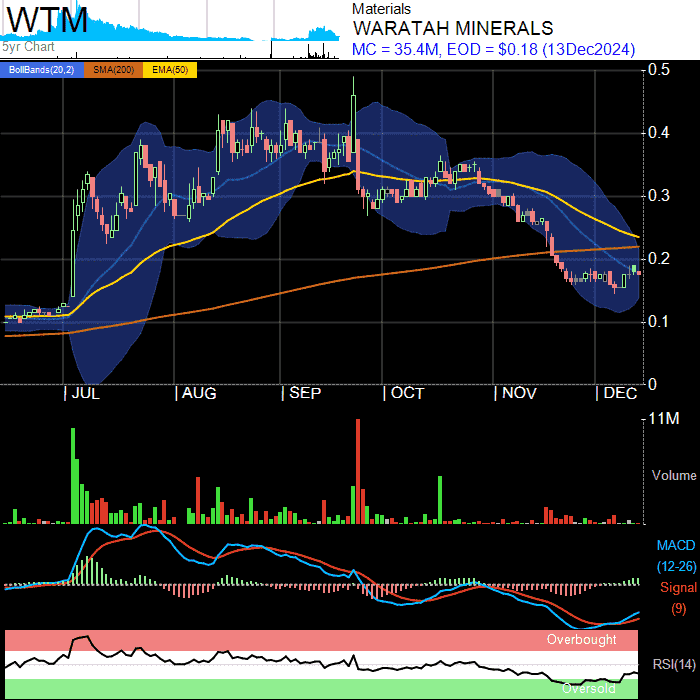 WTM
5yr Chart
Materials
WARATAH MINERALS
MC = 35.4M, EOD = $0.18 (13Dec2024)
BollBands(20,2) SMA(200) EMA(50)
0.5
0.4
0.3
0.2
0.1
0
JUL AUG SEP OCT NOV DEC
11M
Volume
MACD
(12-26)
Signal
(9)
Overbought
RSI(14)
Oversold